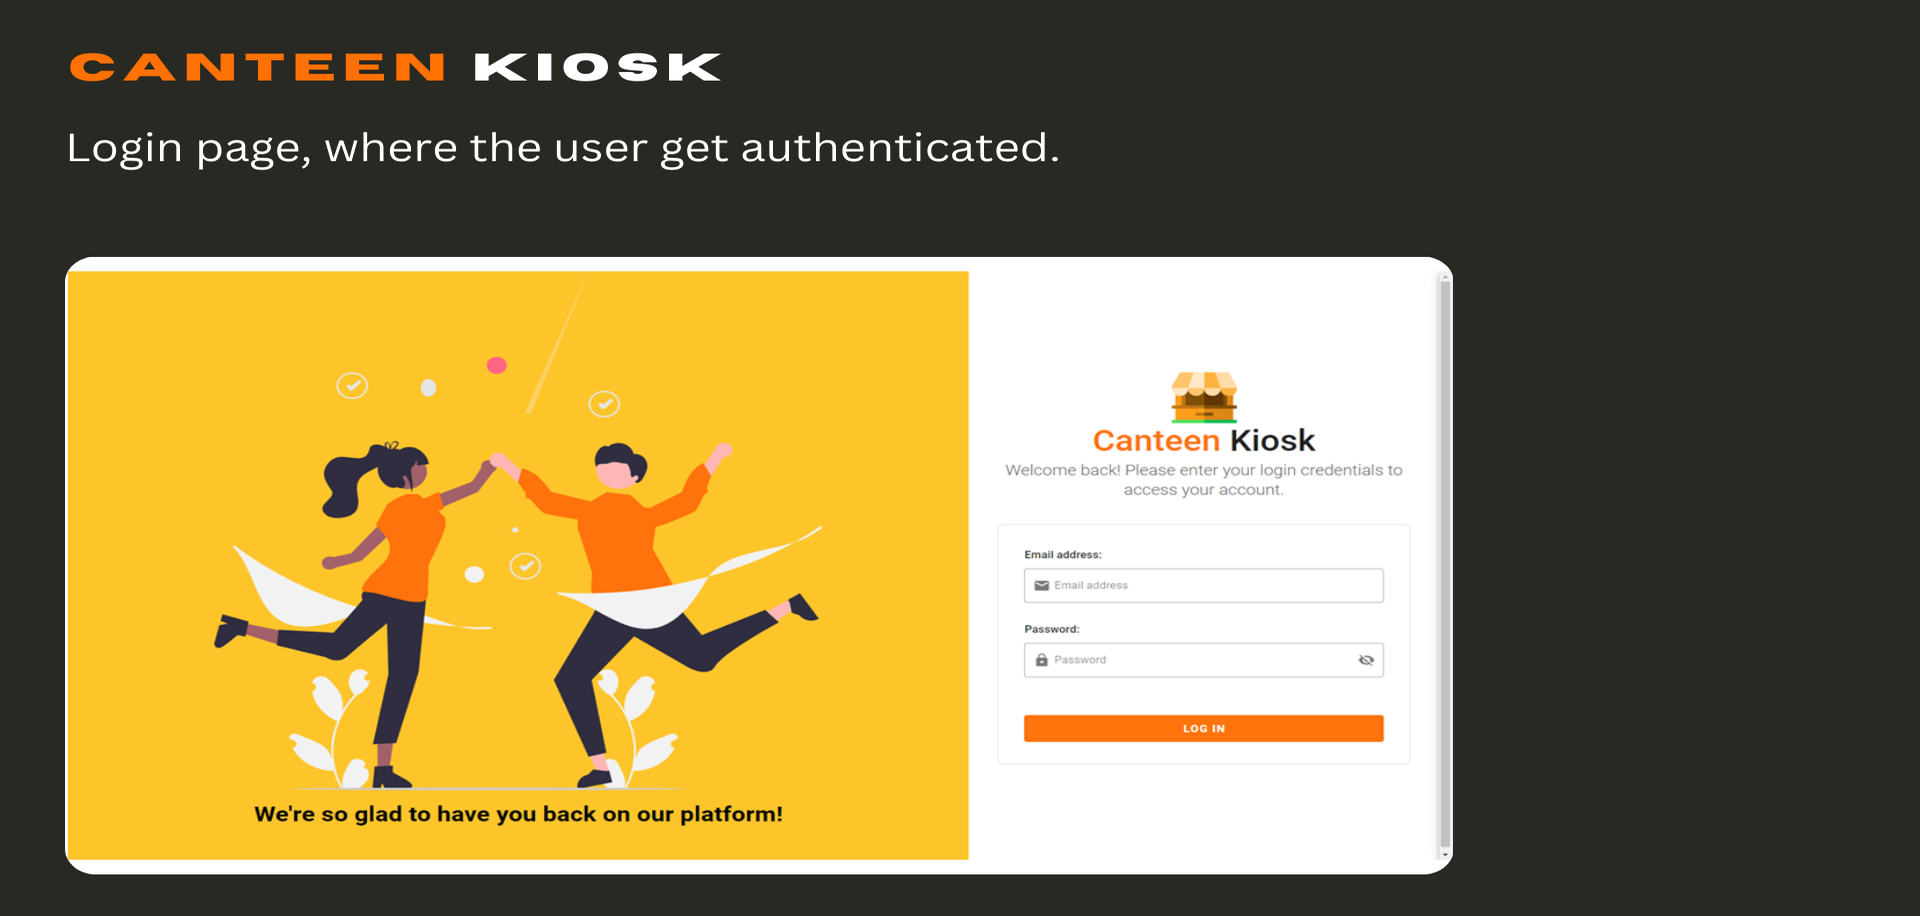 CANTEEN KIOSK
Login page, where the user get authenticated.
Canteen Kiosk
Welcome back! Please enter your login credentials to
access your account.
Email address:
Email address
Password:
Password
LOG IN
We're so glad to have you back on our platform!